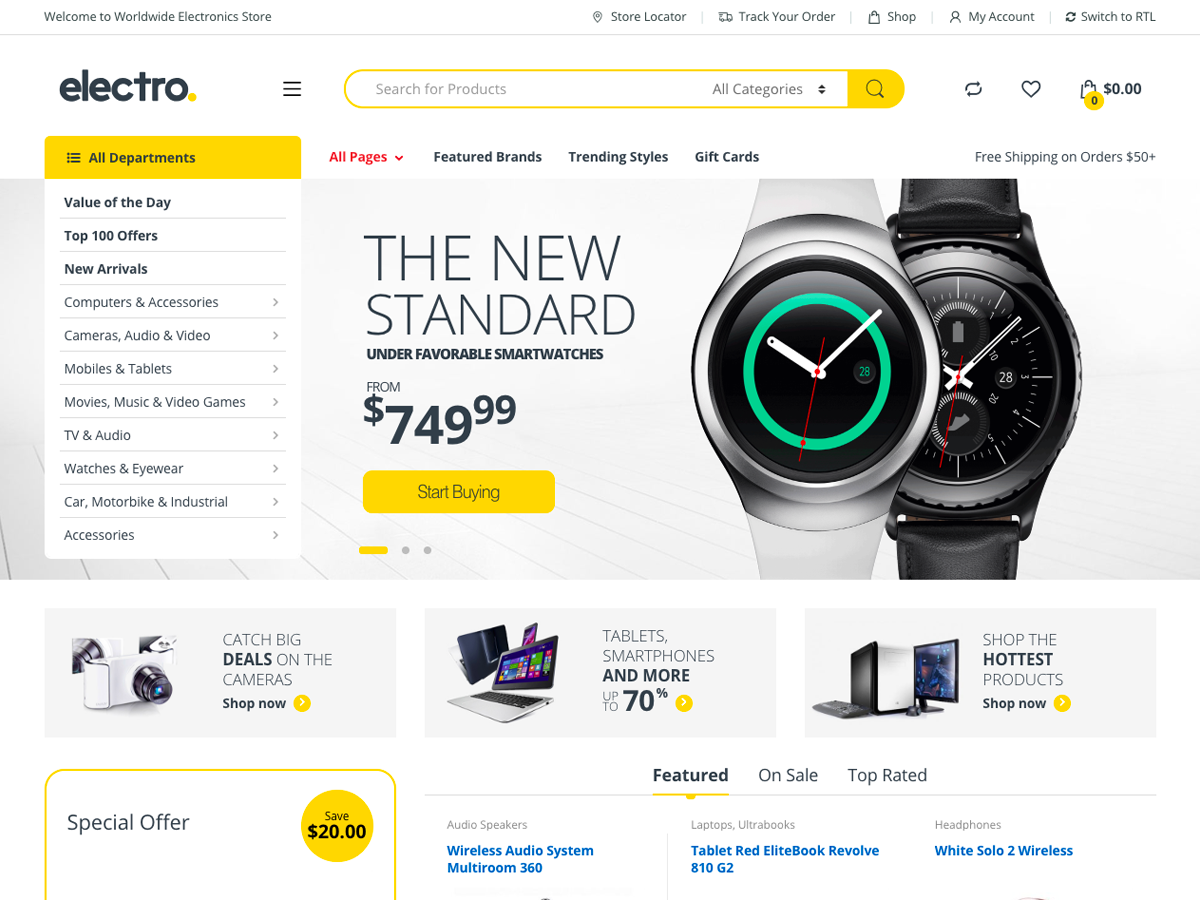 Welcome to Worldwide Electronics Store
Store Locator
Track Your Order
Shop
My Account
Switch to RTL
electro.
Search for Products
All Categories
0
$0.00
All Departments
All Pages
Featured Brands
Trending Styles
Gift Cards
Free Shipping on Orders $50+
Value of the Day
Top 100 Offers
New Arrivals
Computers & Accessories
Cameras, Audio & Video
Mobiles & Tablets
Movies, Music & Video Games
TV & Audio
Watches & Eyewear
Car, Motorbike & Industrial
Accessories
THE NEW
STANDARD
UNDER FAVORABLE SMARTWATCHES
FROM
$749 99
Start Buying
28
28
1
2
3
5
10
20
CATCH BIG
DEALS ON THE
CAMERAS
Shop now
TABLETS,
SMARTPHONES
AND MORE
UP TO 70%
SHOP THE
HOTTEST
PRODUCTS
Shop now
Special Offer
Save
$20.00
Featured
On Sale
Top Rated
Audio Speakers
Wireless Audio System
Multiroom 360
Laptops, Ultrabooks
Tablet Red EliteBook Revolve
810 G2
Headphones
White Solo 2 Wireless